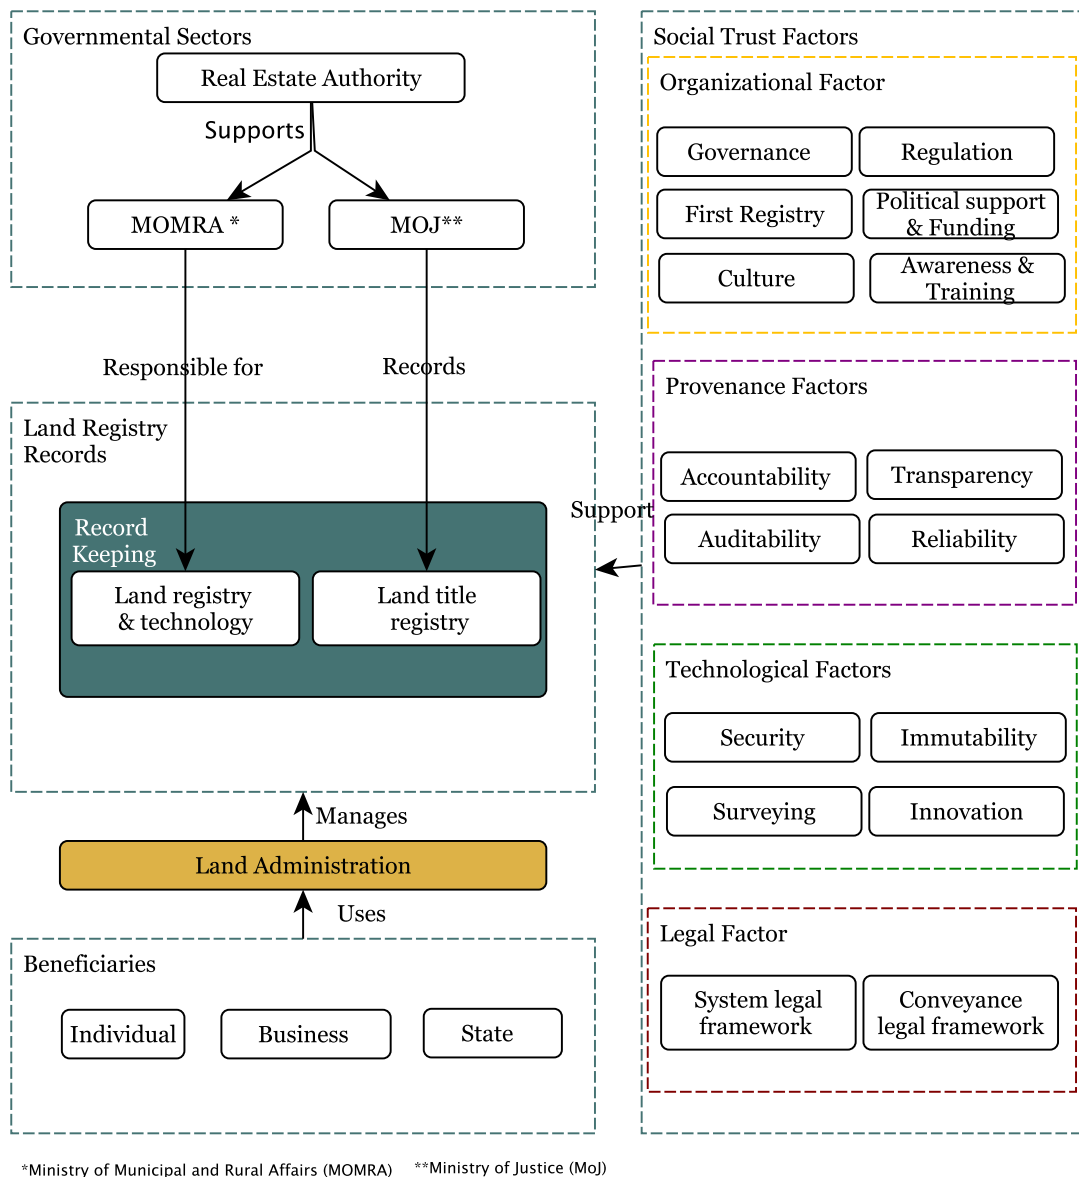 Governmental Sectors
Real Estate Authority
Supports
MOMRA *
MOJ**
Responsible for
Records
Land Registry
Records
Record
Keeping
Land registry
& technology
Land title
registry
Manages
Land Administration
Uses
Beneficiaries
Individual
Business
State
Support
Social Trust Factors
Organizational Factor
Governance
Regulation
First Registry
Political support
& Funding
Culture
Awareness &
Training
Provenance Factors
Accountability
Transparency
Auditability
Reliability
Technological Factors
Security
Immutability
Surveying
Innovation
Legal Factor
System legal
framework
Conveyance
legal framework
*Ministry of Municipal and Rural Affairs (MOMRA)
**Ministry of Justice (MoJ)